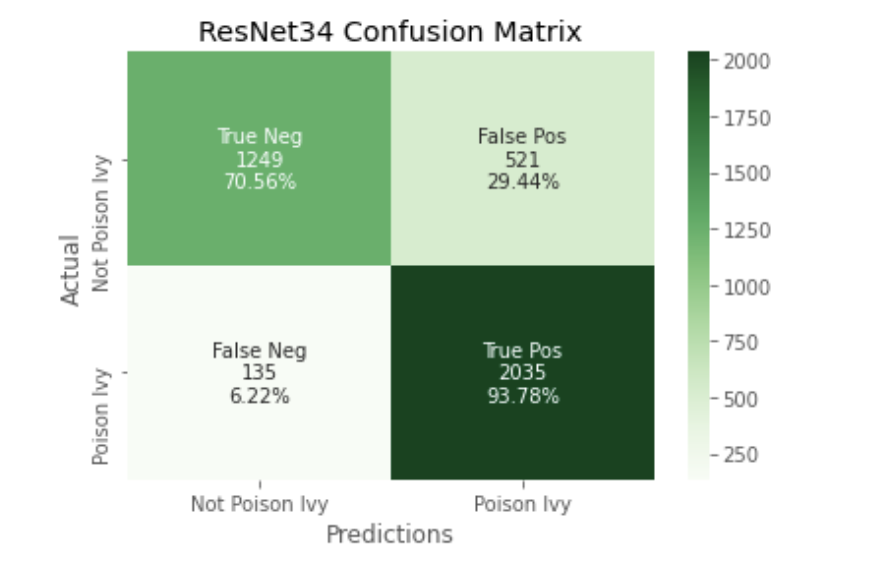 ResNet34 Confusion Matrix
True Neg
1249
70.56%
False Pos
521
29.44%
False Neg
135
6.22%
True Pos
2035
93.78%
Actual
Not Poison Ivy
Poison Ivy
Not Poison Ivy
Poison Ivy
Predictions
2000
1750
1500
1250
1000
750
500
250